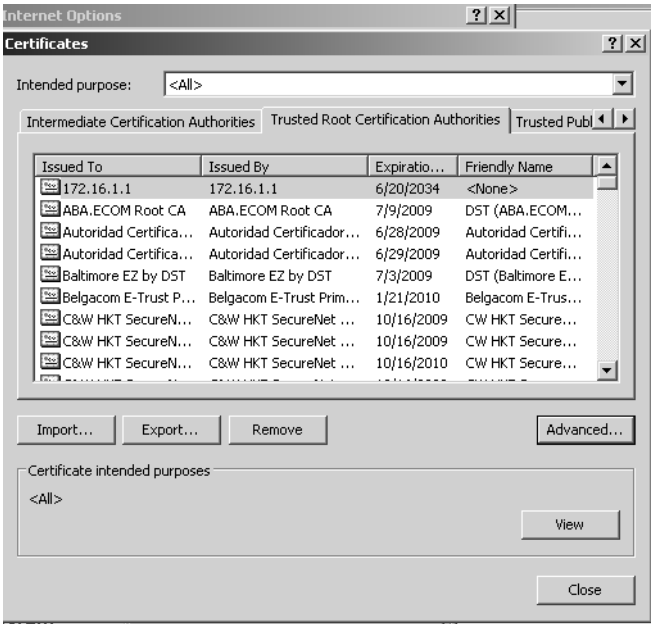 Internet Options
Certificates
Intended purpose: <All>
Intermediate Certification Authorities Trusted Root Certification Authorities Trusted Publ
Issued To Issued By Expiratio... Friendly Name
172.16.1.1 172.16.1.1 6/20/2034 <None>
ABA.ECOM Root CA ABA.ECOM Root CA 7/9/2009 DST (ABA.ECOM...
Autoridad Certifica... Autoridad Certificador... 6/28/2009 Autoridad Certifi...
Autoridad Certifica... Autoridad Certificador... 6/29/2009 Autoridad Certifi...
Baltimore EZ by DST Baltimore EZ by DST 7/3/2009 DST (Baltimore E...
Belgacom E-Trust P... Belgacom E-Trust Prim... 1/21/2010 Belgacom E-Trus...
C&W HKT SecureN... C&W HKT SecureNet ... 10/16/2009 CW HKT Secure...
C&W HKT SecureN... C&W HKT SecureNet ... 10/16/2009 CW HKT Secure...
C&W HKT SecureN... C&W HKT SecureNet ... 10/16/2010 CW HKT Secure...
Import... Export... Remove Advanced...
Certificate intended purposes
<All>
View
Close